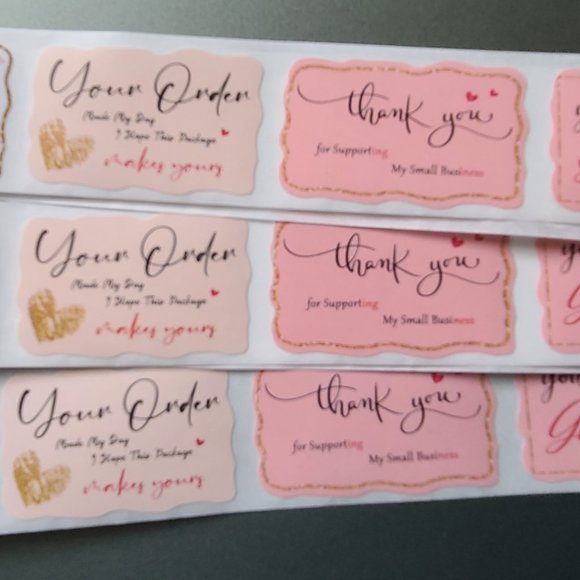 Your Order
Made My Day
I Hope This Package
makes yours
thank you
for Supporting
My Small Business
Your Order
Made My Day
I Hope This Package
makes yours
thank you
for Supporting
My Small Business
Your Order
Made My Day
I Hope This Package
makes yours
thank you
for Supporting
My Small Business